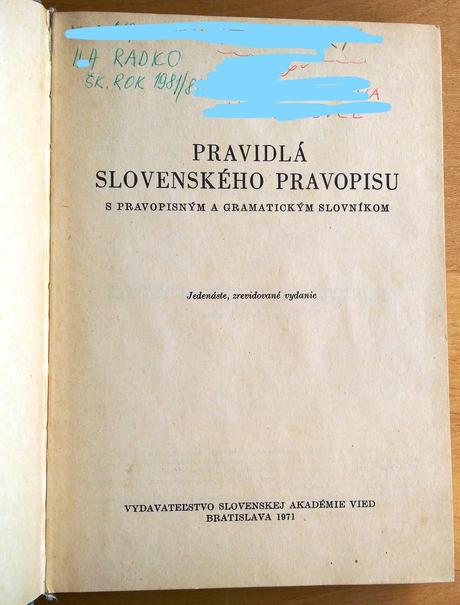 RADKO
ŠK. ROK 1981/8
PRAVIDLÁ
SLOVENSKÉHO PRAVOPISU
S PRAVOPISNÝM A GRAMATICKÝM SLOVNÍKOM
Jedenáste, zrevidované vydanie
VYDAVATEĽSTVO SLOVENSKEJ AKADÉMIE VIED
BRATISLAVA 1971